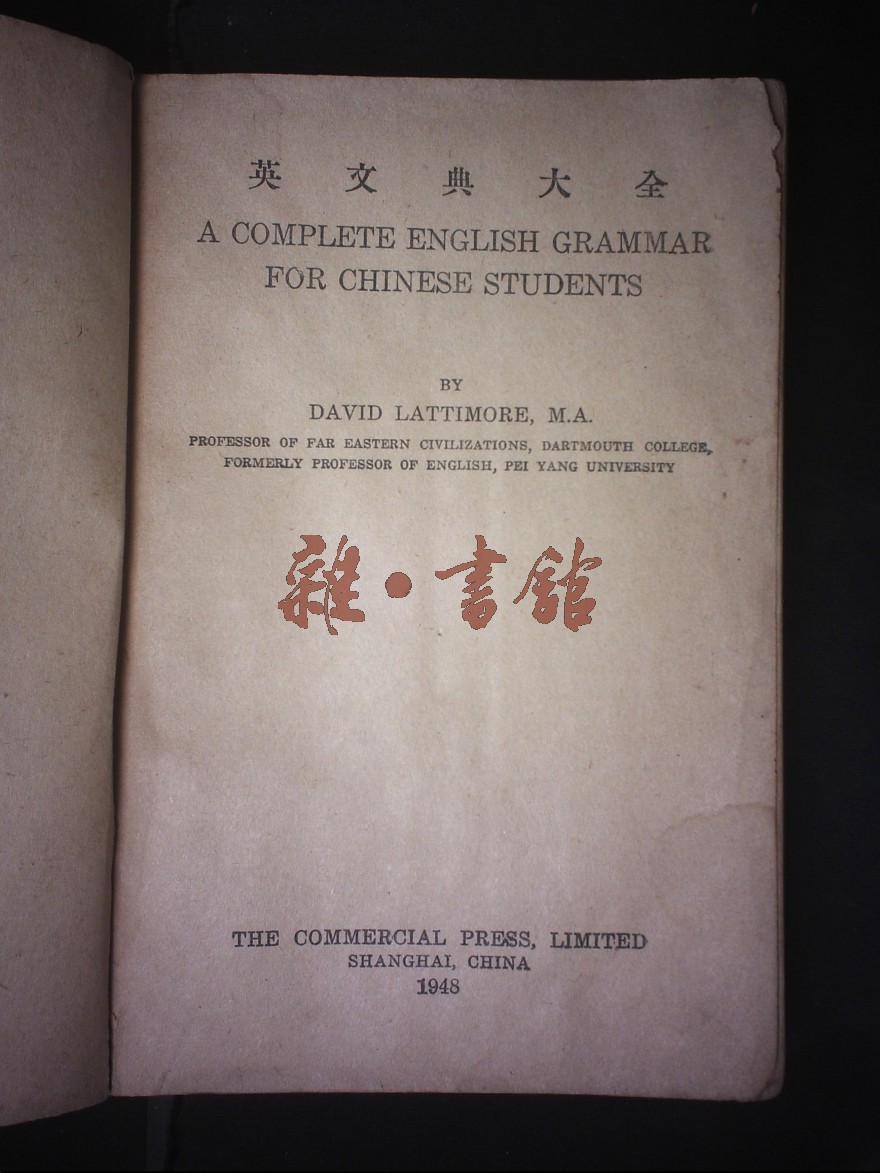 英文典大全
A COMPLETE ENGLISH GRAMMAR
FOR CHINESE STUDENTS
BY
DAVID LATTIMORE, M.A.
PROFESSOR OF FAR EASTERN CIVILIZATIONS, DARTMOUTH COLLEGE,
FORMERLY PROFESSOR OF ENGLISH, PEI YANG UNIVERSITY
雜·書館
THE COMMERCIAL PRESS, LIMITED
SHANGHAI, CHINA
1948